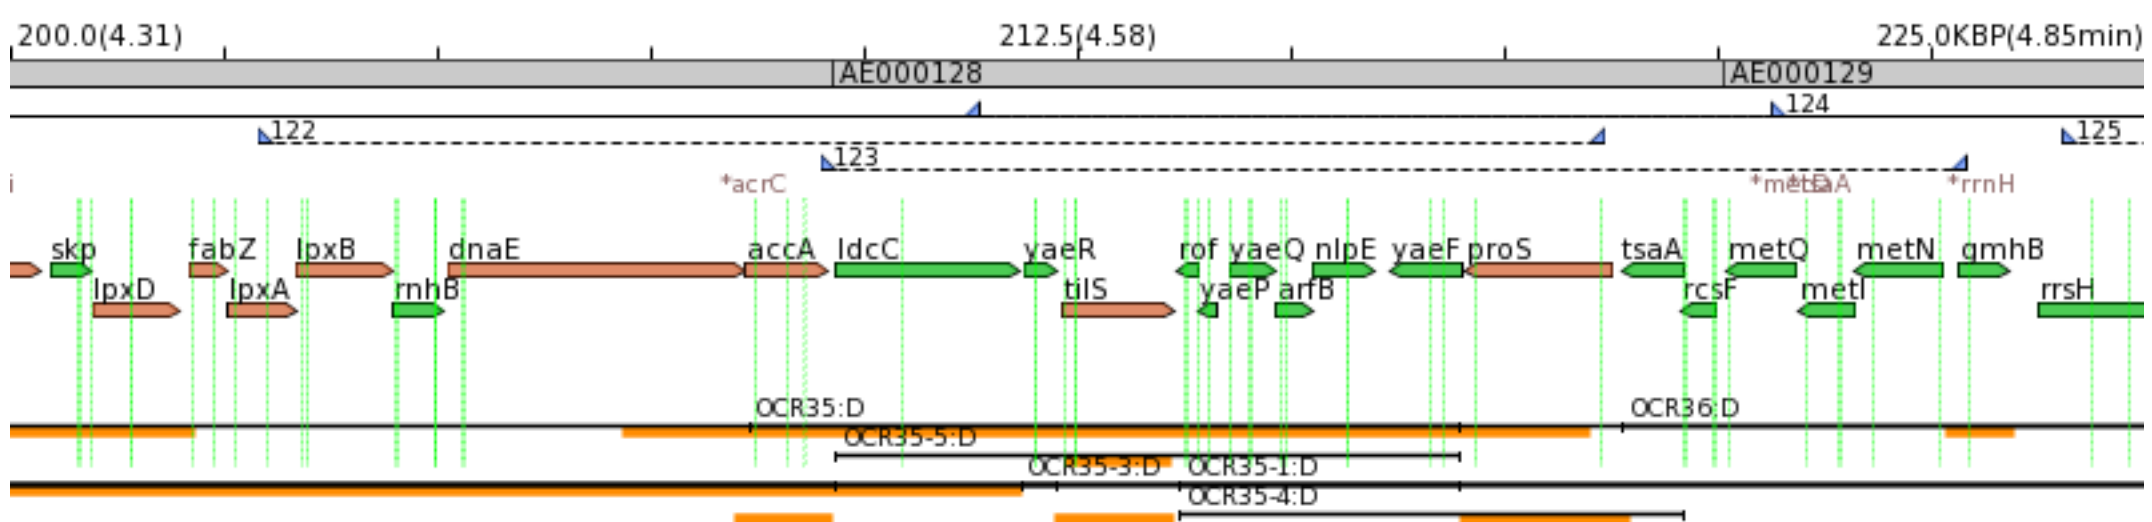 200.0(4.31) 212.5(4.58) 225.0KBP(4.85min)
AE000128 AE000129
124
122 125
123
i *acrC *metD *tsaA *rrnH
skp fabZ lpxB dnaE accA ldcC yaeR rof yaeQ nlpE yaeF proS tsaA metQ metN gmhB
lpxD lpxA rnhB tilS yaeP arfB rcsF metI rrsH
OCR35:D OCR36:D
OCR35-5:D
OCR35-3:D OCR35-1:D
OCR35-4:D